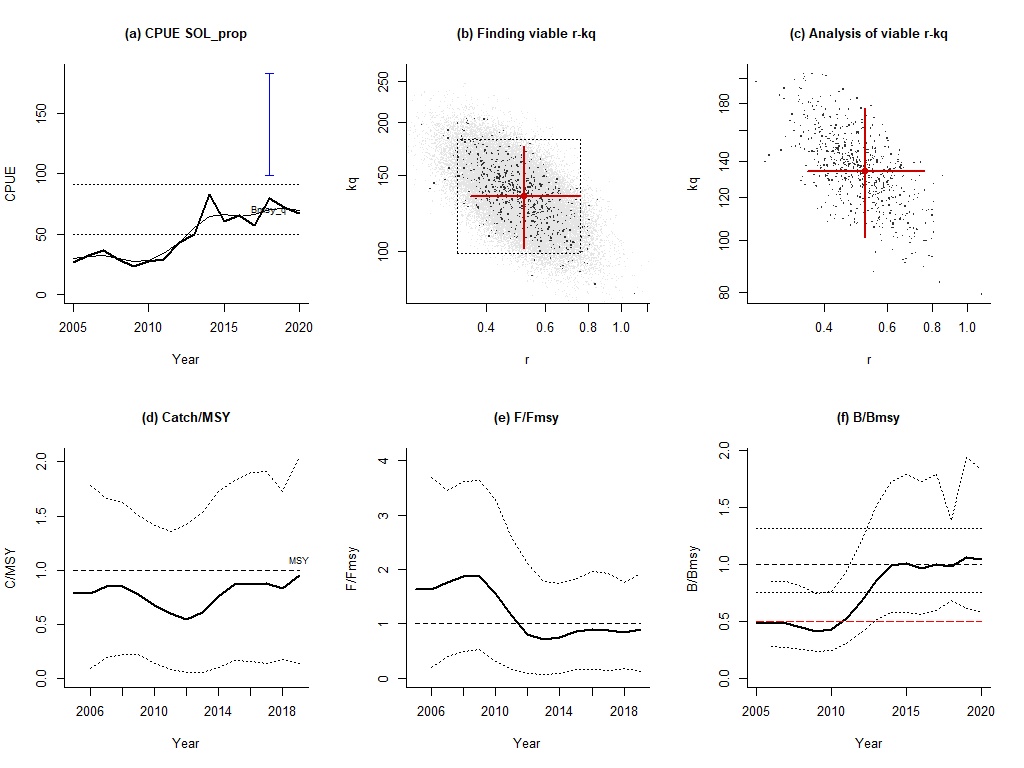 (a) CPUE SOL_prop
CPUE
150
100
50
0
Bmsy_q
2005
2010
2015
2020
Year
(b) Finding viable r-kq
kq
250
200
150
100
0.4
0.6
0.8
1.0
r
(c) Analysis of viable r-kq
kq
180
140
120
100
80
0.4
0.6
0.8
1.0
r
(d) Catch/MSY
C/MSY
2.0
1.5
1.0
0.5
0.0
MSY
2006
2010
2014
2018
Year
(e) F/Fmsy
F/Fmsy
4
3
2
1
0
2006
2010
2014
2018
Year
(f) B/Bmsy
B/Bmsy
2.0
1.5
1.0
0.5
0.0
2005
2010
2015
2020
Year